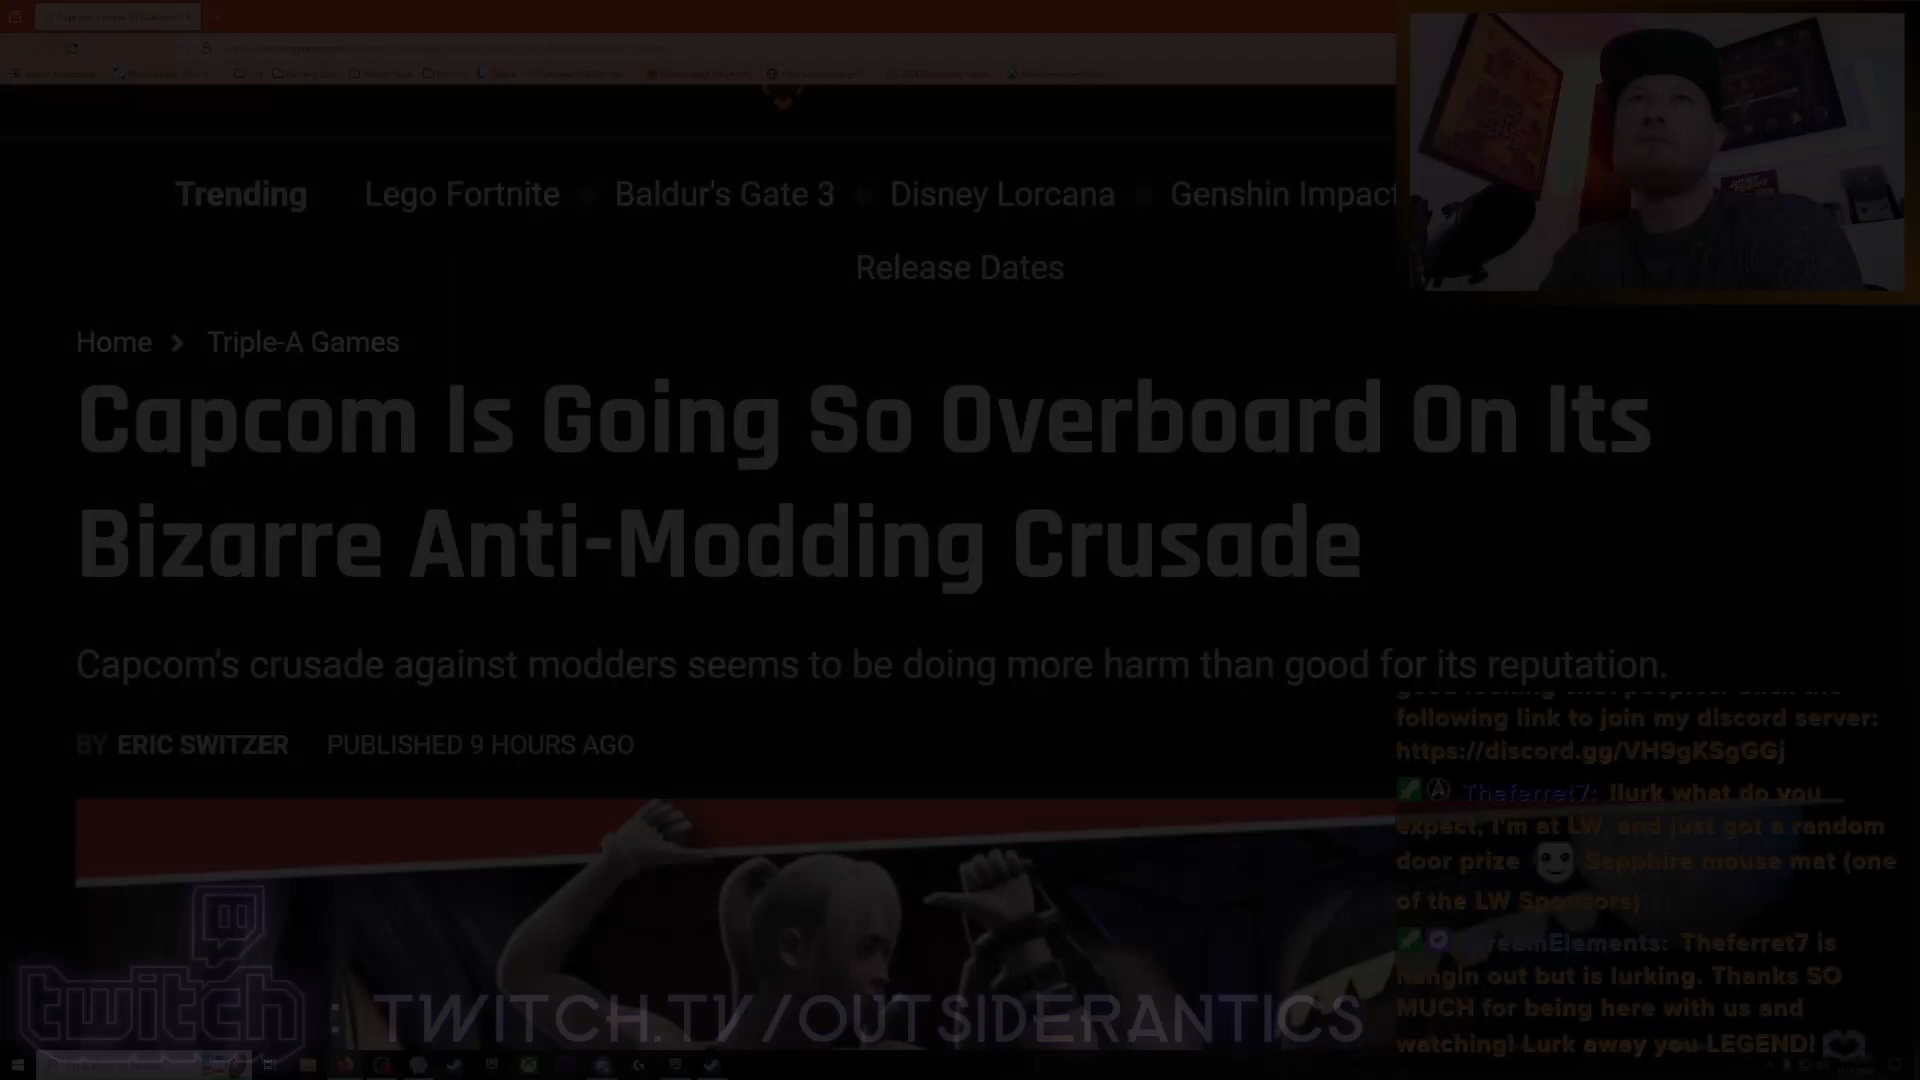 Trending Lego Fortnite Baldur's Gate 3 Disney Lorcana Genshin Impact
Release Dates
Home > Triple-A Games
Capcom Is Going So Overboard On Its
Bizarre Anti-Modding Crusade
Capcom's crusade against modders seems to be doing more harm than good for its reputation.
BY ERIC SWITZER PUBLISHED 9 HOURS AGO
following link to join my discord server:
https://discord.gg/VH9gKSgGGj
Theferret7: !lurk what do you
expect, I'm at LW, and just got a random
door prize Sapphire mouse mat (one
of the LW Sponsors)
StreamElements: Theferret7 is
hangin out but is lurking. Thanks SO
MUCH for being here with us and
watching! Lurk away you LEGEND!
twitch : TWITCH.TV/OUTSIDERANTICS